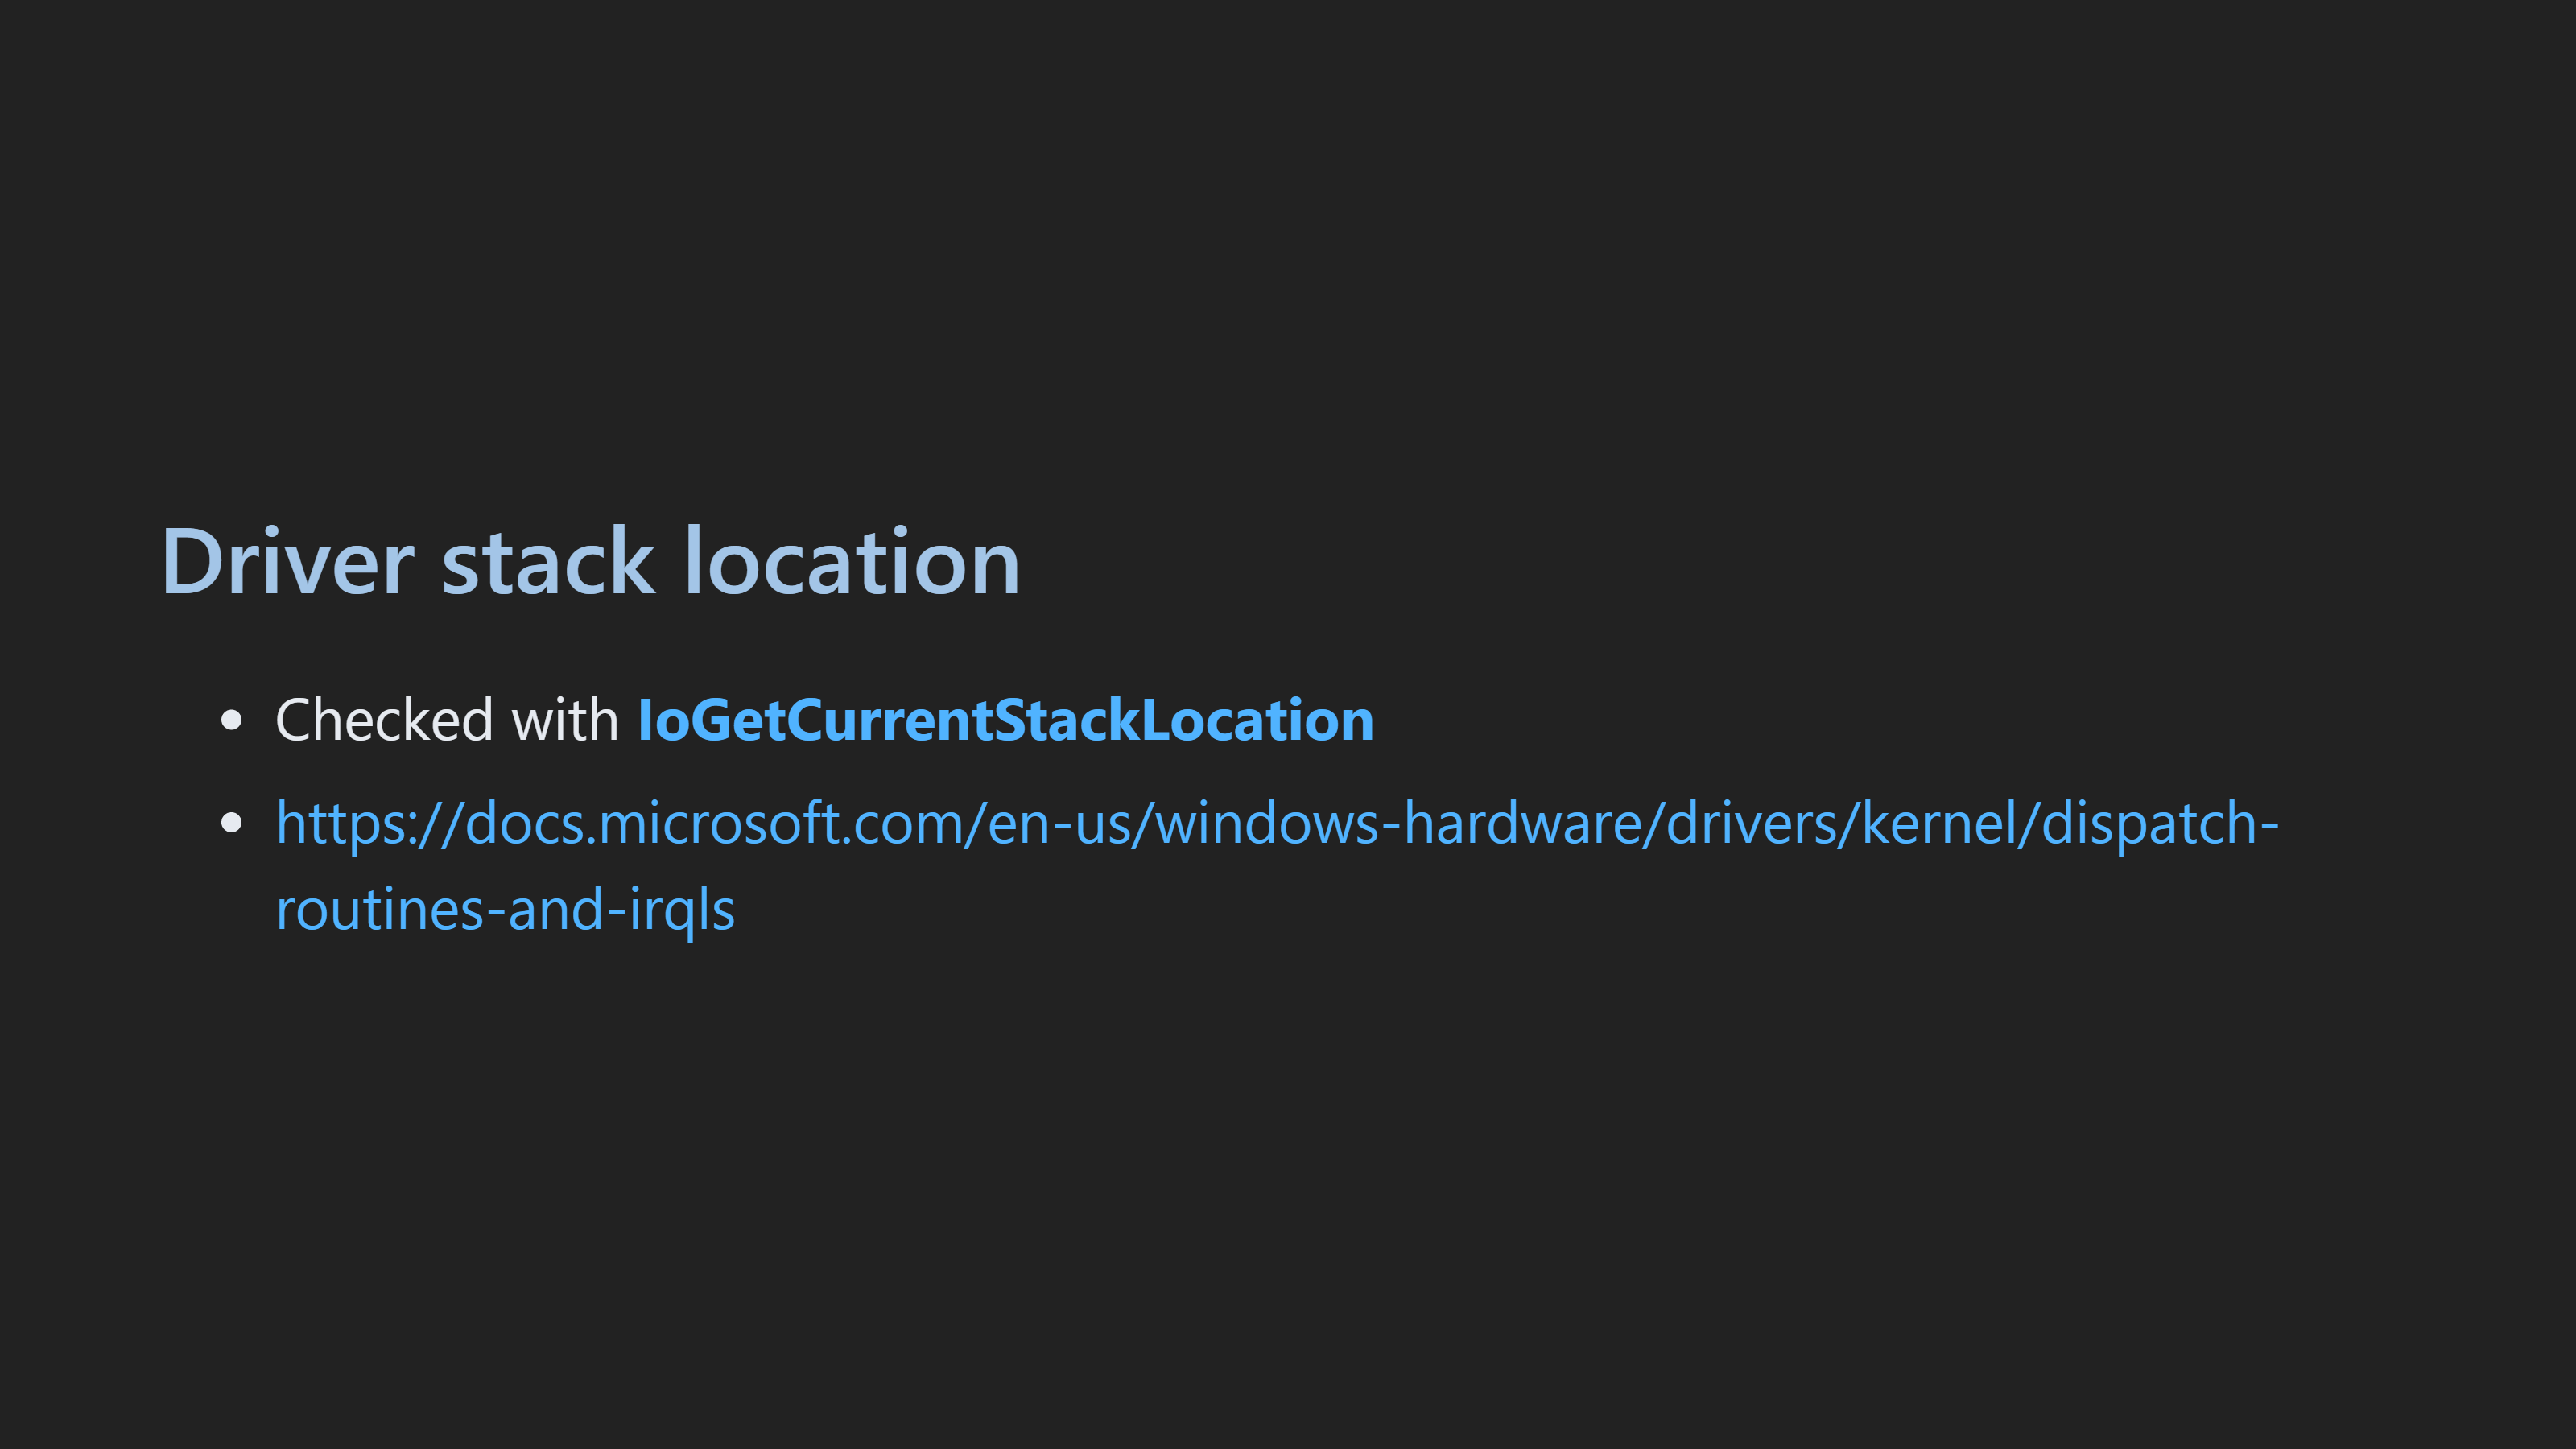 Driver stack location
• Checked with IoGetCurrentStackLocation
• https://docs.microsoft.com/en-us/windows-hardware/drivers/kernel/dispatch-
routines-and-irqls